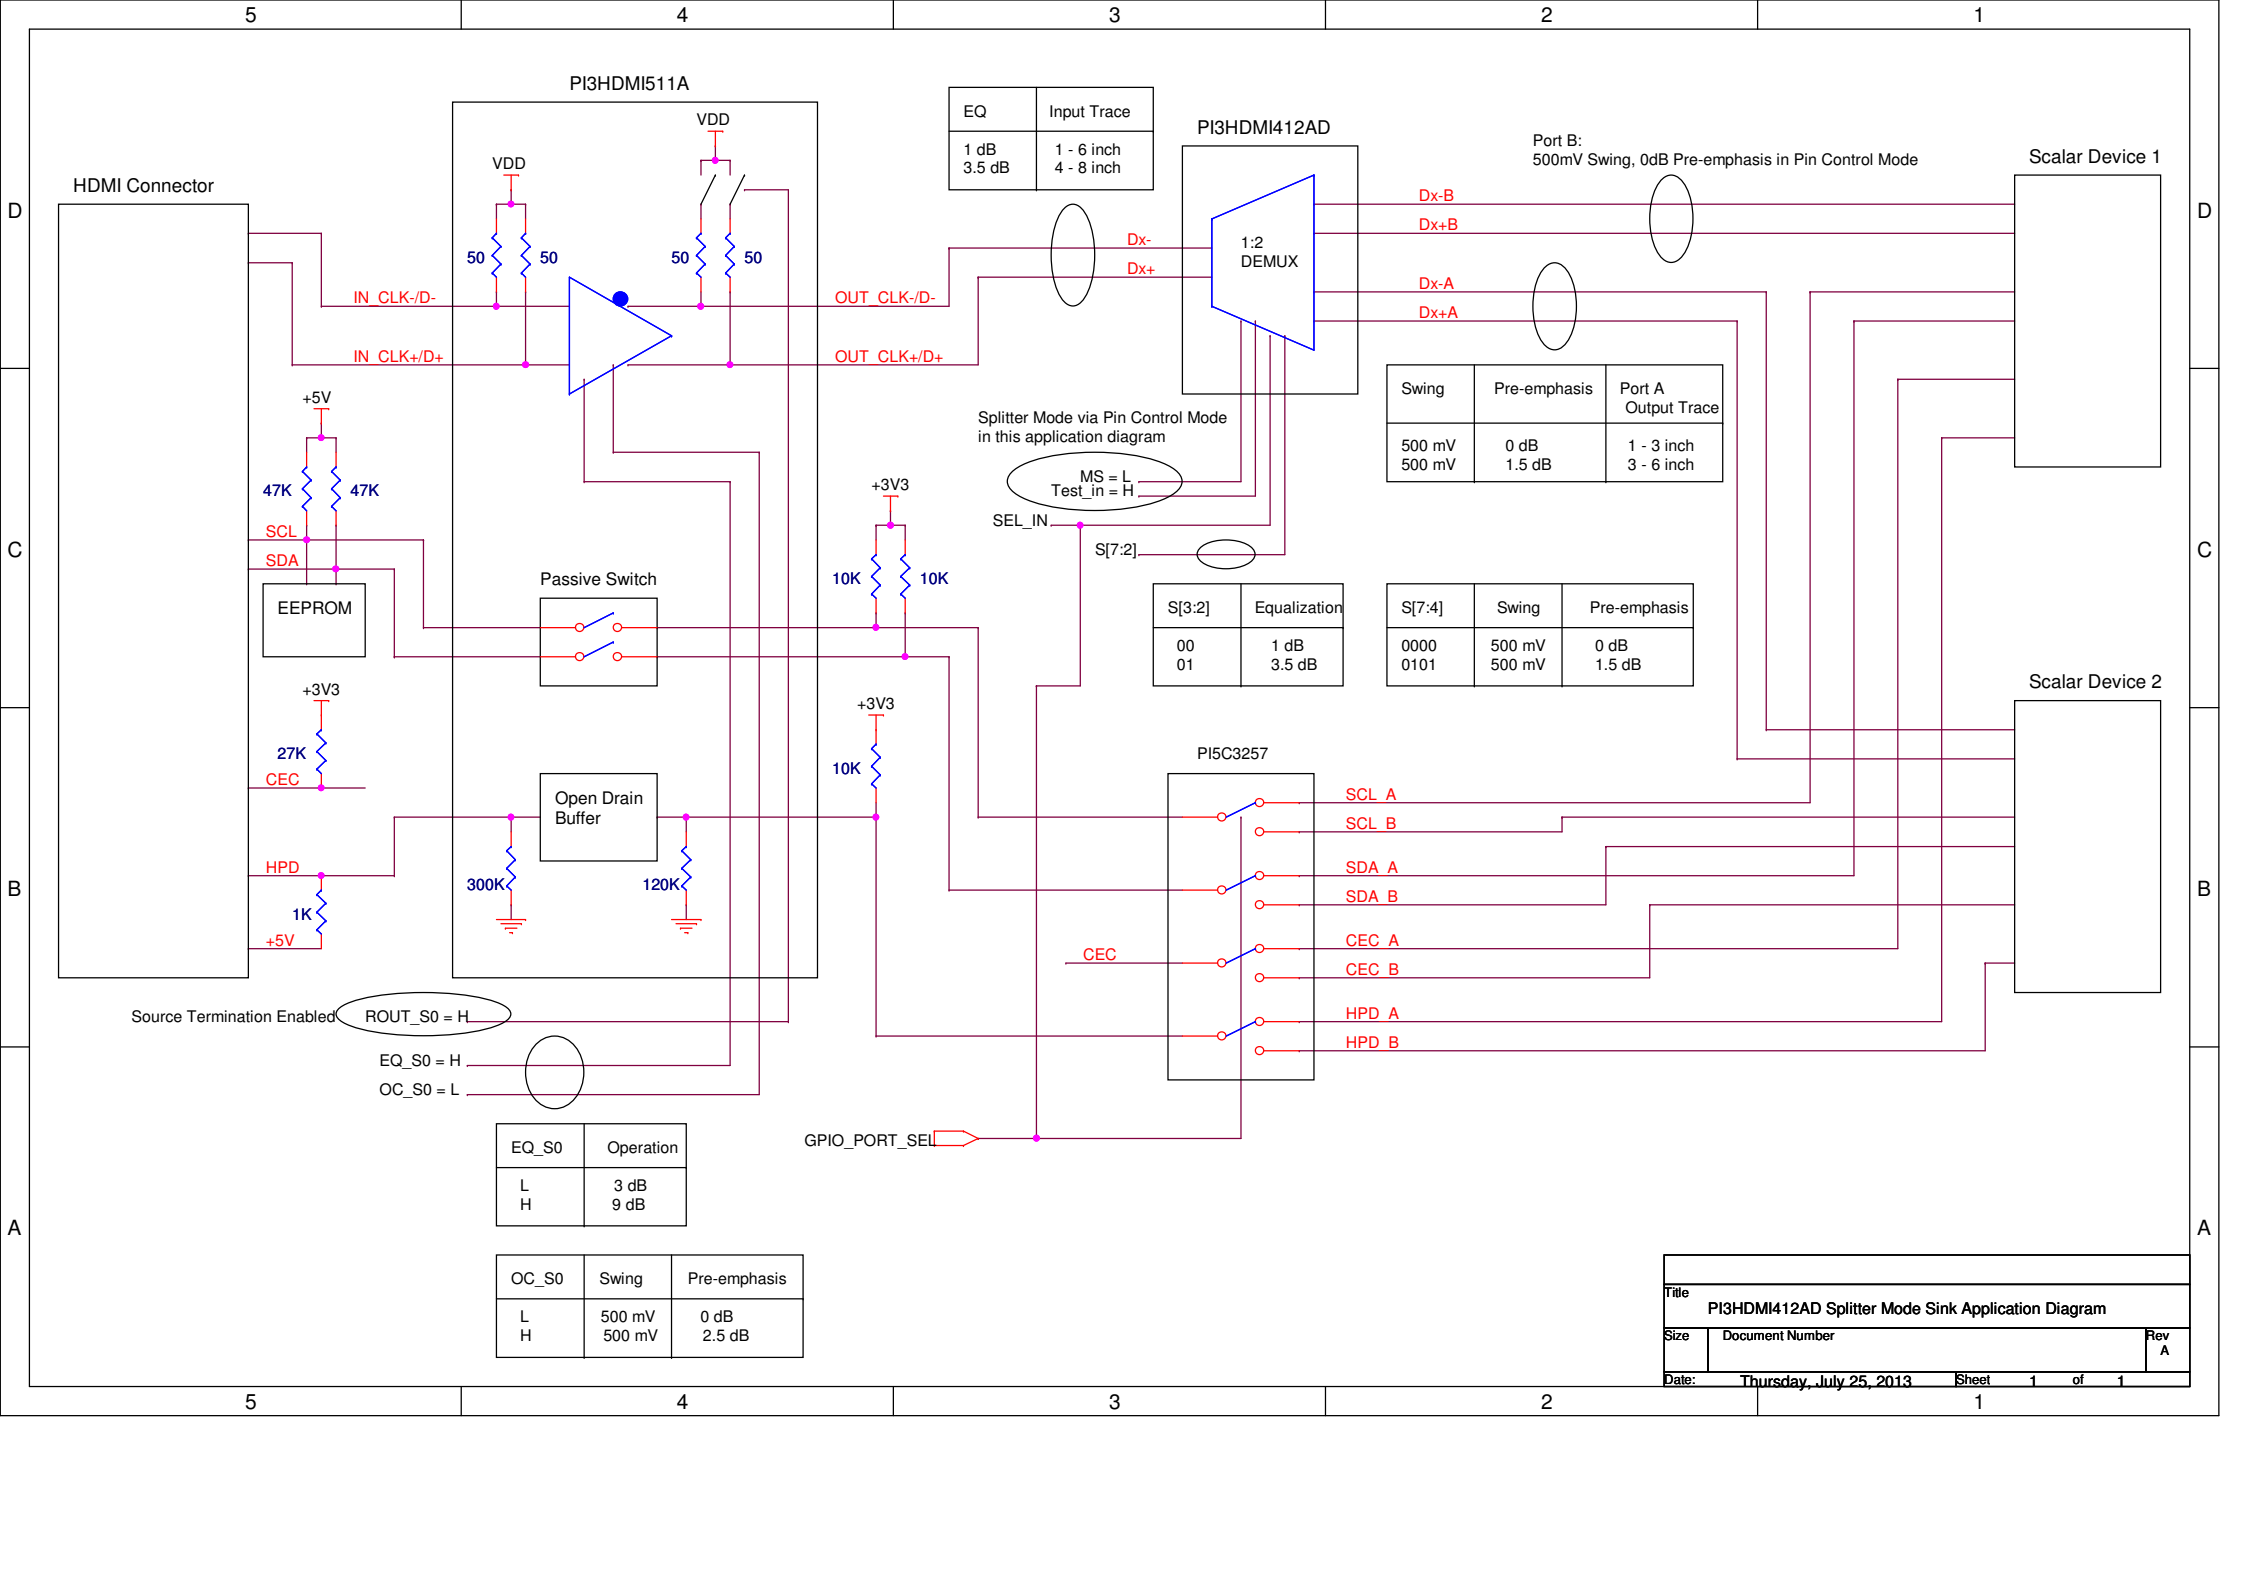 5 4 3 2 1
PI3HDMI511A
VDD
VDD
50
50
50
50
IN_CLK-/D-
IN_CLK+/D+
OUT_CLK-/D-
OUT_CLK+/D+
HDMI Connector
D
C
B
A
EQ Input Trace
1 dB 1 - 6 inch
3.5 dB 4 - 8 inch
PI3HDMI412AD
Dx-
Dx+
1:2
DEMUX
Port B:
500mV Swing, 0dB Pre-emphasis in Pin Control Mode
Dx-B
Dx+B
Dx-A
Dx+A
Scalar Device 1
D
C
B
A
Swing Pre-emphasis Port A
Output Trace
500 mV 0 dB 1 - 3 inch
500 mV 1.5 dB 3 - 6 inch
Splitter Mode via Pin Control Mode
in this application diagram
MS = L
Test_in = H
SEL_IN
S[7:2]
+5V
47K
47K
SCL
SDA
EEPROM
+3V3
27K
CEC
HPD
1K
+5V
Passive Switch
+3V3
10K
10K
+3V3
10K
Open Drain
Buffer
300K
120K
S[3:2] Equalization
00 1 dB
01 3.5 dB
S[7:4] Swing Pre-emphasis
0000 500 mV 0 dB
0101 500 mV 1.5 dB
Scalar Device 2
PI5C3257
SCL_A
SCL_B
SDA_A
SDA_B
CEC
CEC_A
CEC_B
HPD_A
HPD_B
Source Termination Enabled ROUT_S0 = H
EQ_S0 = H
OC_S0 = L
GPIO_PORT_SEL
EQ_S0 Operation
L 3 dB
H 9 dB
OC_S0 Swing Pre-emphasis
L 500 mV 0 dB
H 500 mV 2.5 dB
Title
PI3HDMI412AD Splitter Mode Sink Application Diagram
Size Document Number Rev
A
Date: Thursday, July 25, 2013 Sheet 1 of 1
5 4 3 2 1